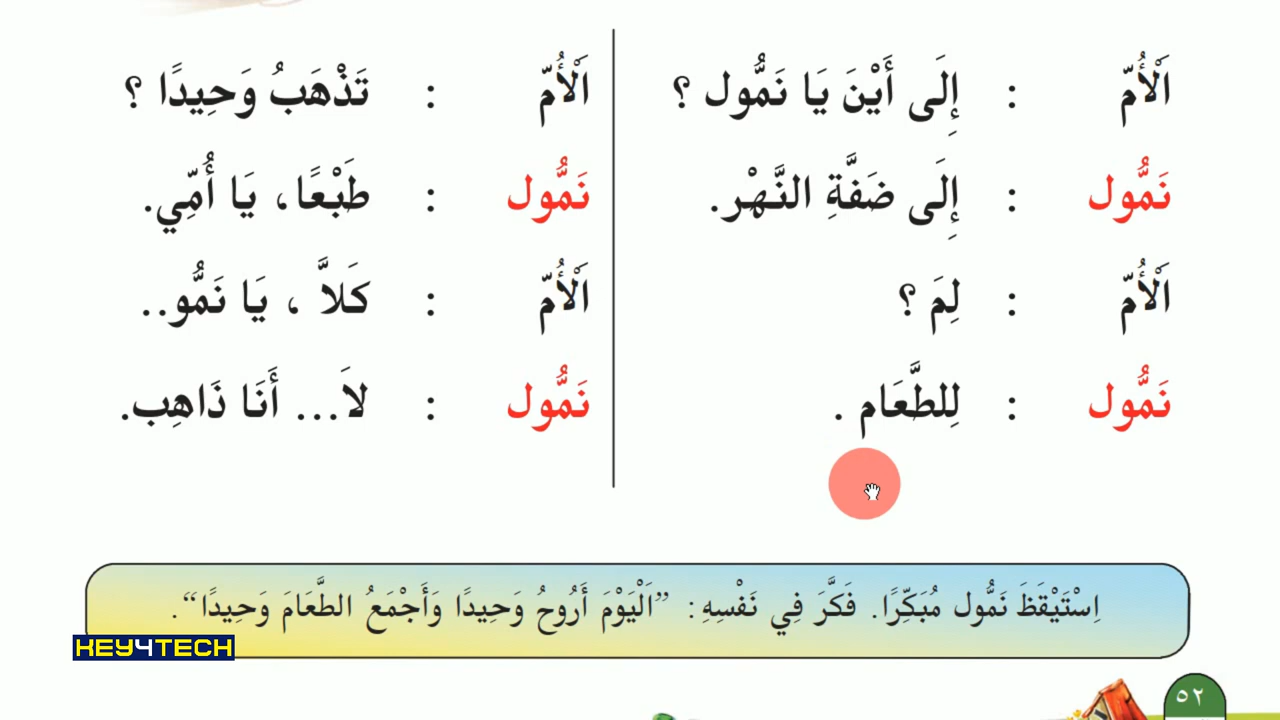 اَلْأُمّ : إِلَى أَيْنَ يَا نَمُّول ؟
نَمُّول : إِلَى ضَفَّةِ النَّهْر.
اَلْأُمّ : لِمَ ؟
نَمُّول : لِلطَّعَام .
اَلْأُمّ : تَذْهَبُ وَحِيدًا ؟
نَمُّول : طَبْعًا، يَا أُمِّي.
اَلْأُمّ : كَلاَّ ، يَا نَمُّو..
نَمُّول : لاَ... أَنَا ذَاهِب.
اِسْتَيْقَظَ نَمُّول مُبَكِّرًا. فَكَّرَ فِي نَفْسِهِ: ”اَلْيَوْمَ أَرُوحُ وَحِيدًا وَأَجْمَعُ الطَّعَامَ وَحِيدًا“.
KEY4TECH
٥٢